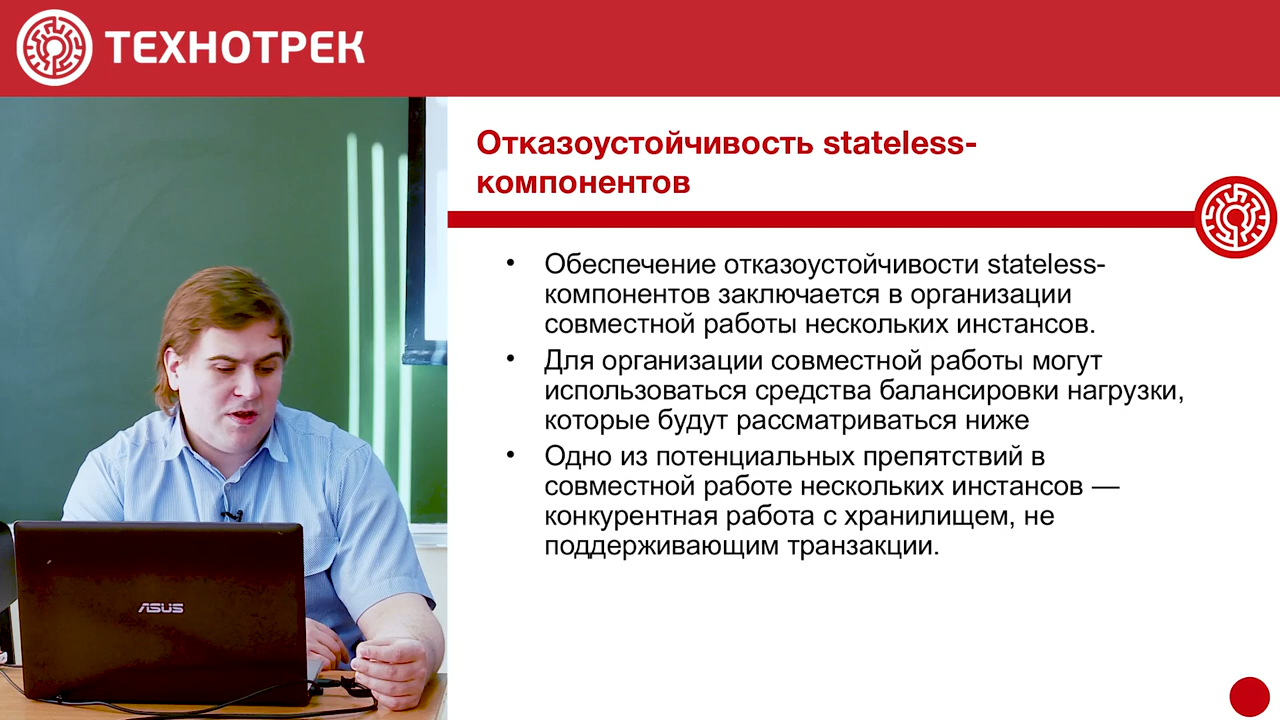 ТЕХНОТРЕК
Отказоустойчивость stateless-
компонентов
• Обеспечение отказоустойчивости stateless-
компонентов заключается в организации
совместной работы нескольких инстансов.
• Для организации совместной работы могут
использоваться средства балансировки нагрузки,
которые будут рассматриваться ниже
• Одно из потенциальных препятствий в
совместной работе нескольких инстансов —
конкурентная работа с хранилищем, не
поддерживающим транзакции.
ASUS